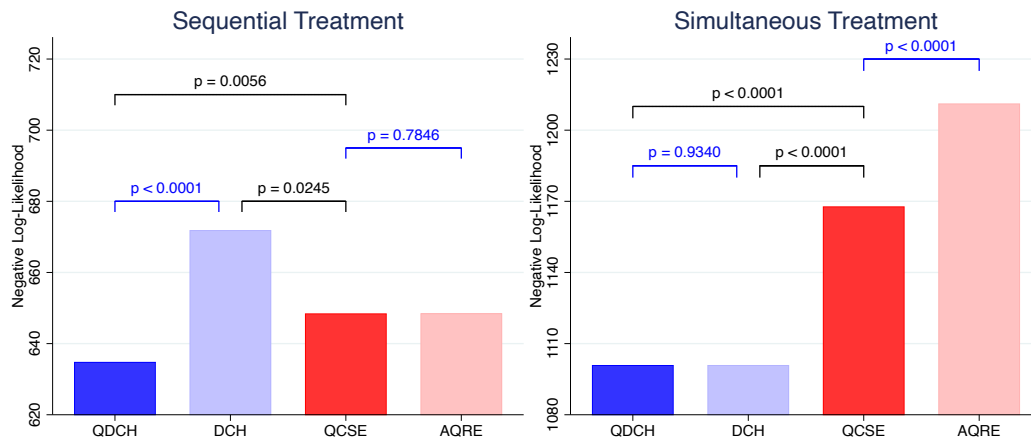 Sequential Treatment
Negative Log-Likelihood
720
700
680
660
640
620
p = 0.0056
p = 0.7846
p < 0.0001
p = 0.0245
QDCH DCH QCSE AQRE
Simultaneous Treatment
Negative Log-Likelihood
1230
1200
1170
1140
1110
1080
p < 0.0001
p < 0.0001
p = 0.9340
p < 0.0001
QDCH DCH QCSE AQRE